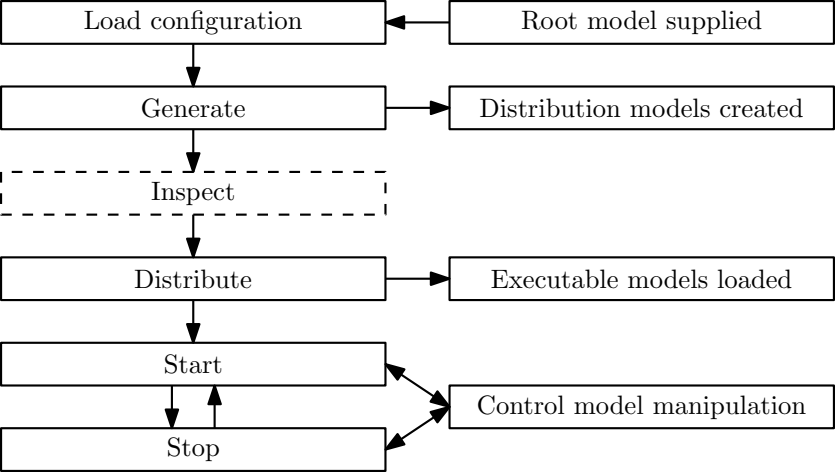 Load configuration
Root model supplied
Generate
Distribution models created
Inspect
Distribute
Executable models loaded
Start
Control model manipulation
Stop